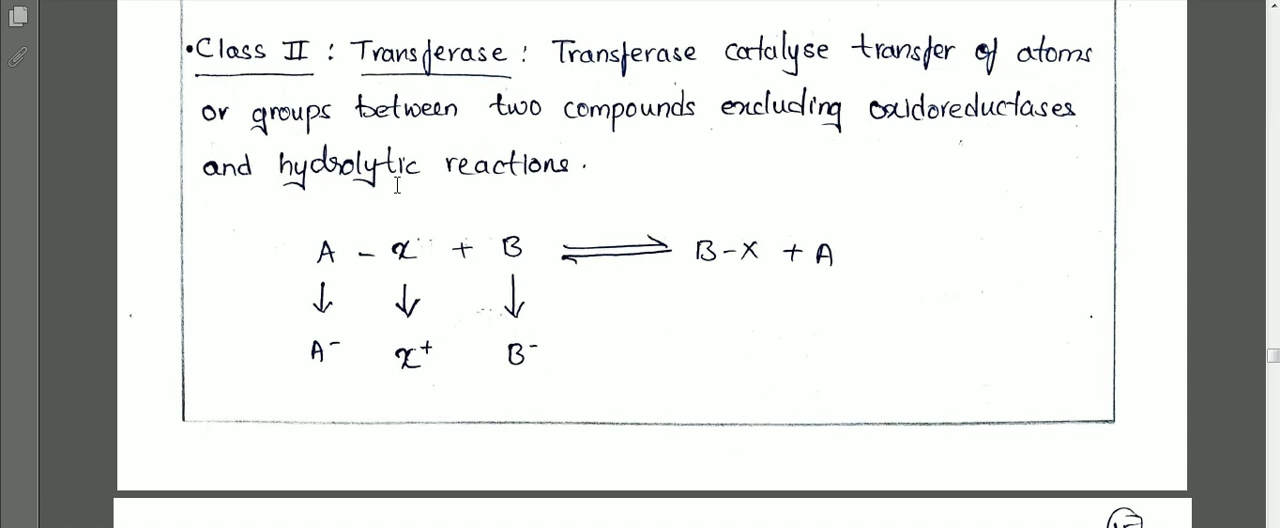 •Class II : Transferase : Transferase catalyse transfer of atoms
or groups between two compounds excluding oxidoreductases
and hydrolytic reactions.
A - x + B ⇌ B-X + A
↓ ↓ ↓
A⁻ x⁺ B⁻